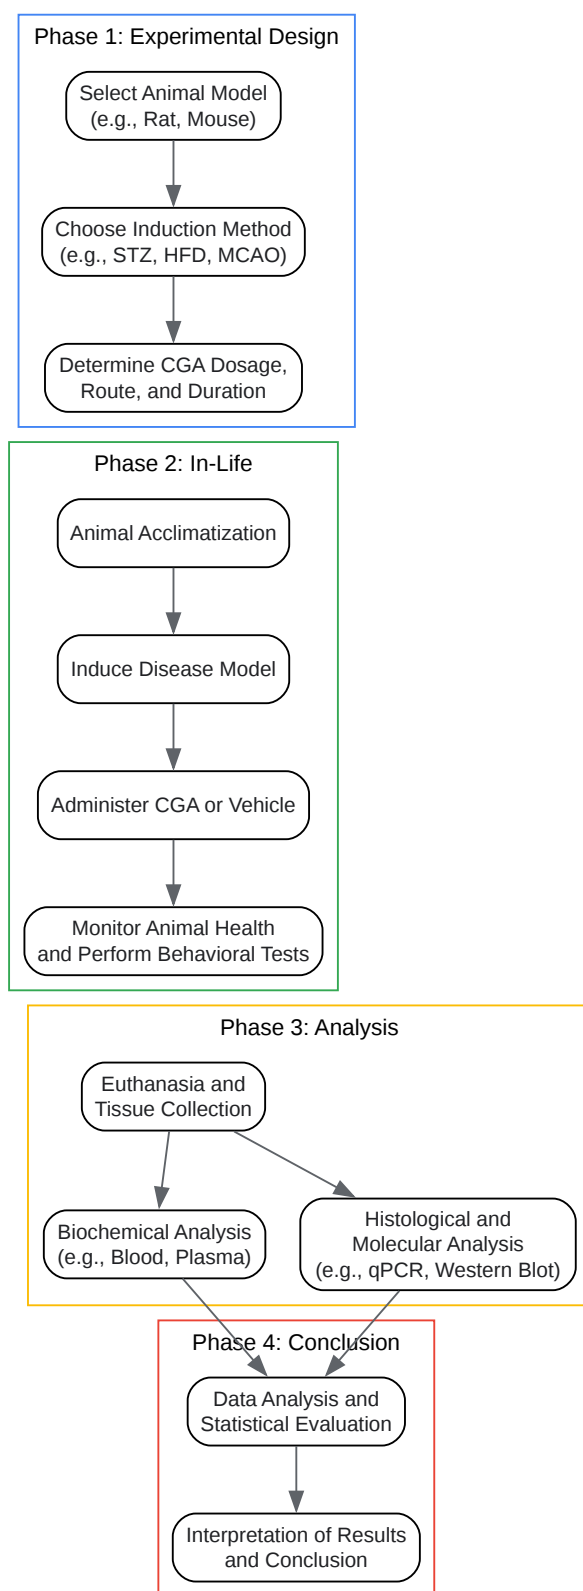 Phase 1: Experimental Design
Select Animal Model
(e.g., Rat, Mouse)
Choose Induction Method
(e.g., STZ, HFD, MCAO)
Determine CGA Dosage,
Route, and Duration
Phase 2: In-Life
Animal Acclimatization
Induce Disease Model
Administer CGA or Vehicle
Monitor Animal Health
and Perform Behavioral Tests
Phase 3: Analysis
Euthanasia and
Tissue Collection
Biochemical Analysis
(e.g., Blood, Plasma)
Histological and
Molecular Analysis
(e.g., qPCR, Western Blot)
Phase 4: Conclusion
Data Analysis and
Statistical Evaluation
Interpretation of Results
and Conclusion